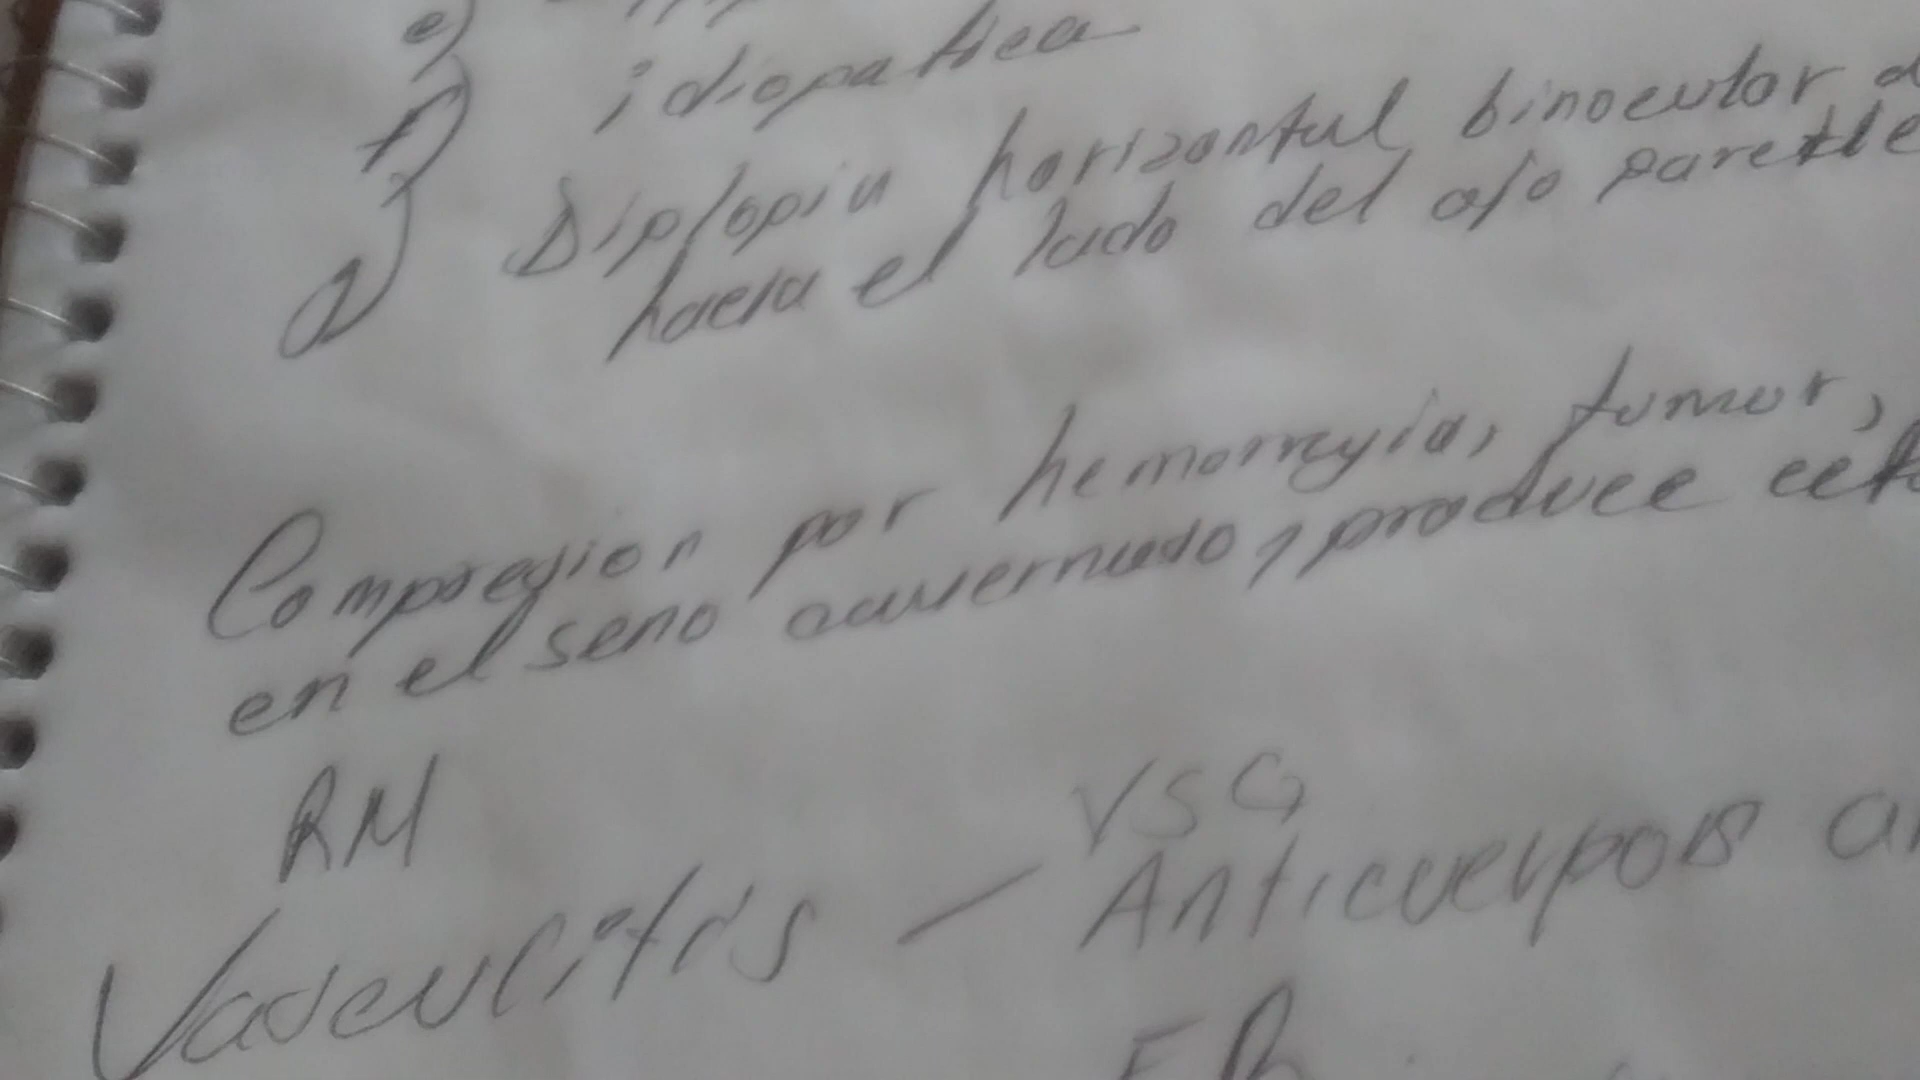 e)
f) idiopatica
g) Diplopia horizontal binocular
hacia el lado del ojo
Compresion por hemorragia, tumor,
en el seno cavernoso, produce
RM
VSG
Vasculitis - Anticuerpos